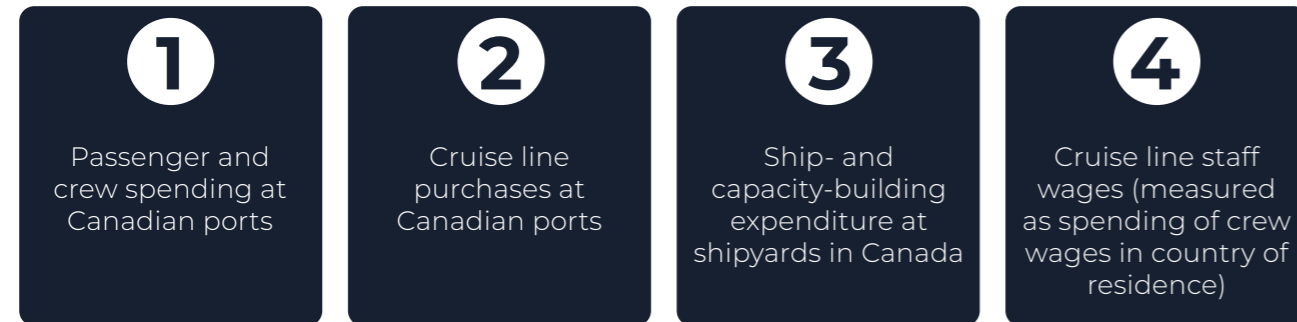 1
Passenger and
crew spending at
Canadian ports
2
Cruise line
purchases at
Canadian ports
3
Ship- and
capacity-building
expenditure at
shipyards in Canada
4
Cruise line staff
wages (measured
as spending of crew
wages in country of
residence)